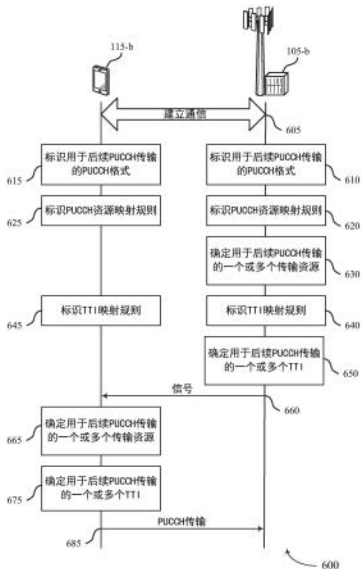 115-b
105-b
建立通信
605
标识用于后续PUCCH传输
的PUCCH格式
615
标识用于后续PUCCH传输
的PUCCH格式
610
标识PUCCH资源映射规则
625
标识PUCCH资源映射规则
620
确定用于后续PUCCH传输
的一个或多个传输资源
630
标识TTI映射规则
645
标识TTI映射规则
640
确定用于后续PUCCH传输
的一个或多个TTI
650
信号
660
确定用于后续PUCCH传输
的一个或多个传输资源
665
确定用于后续PUCCH传输
的一个或多个TTI
675
PUCCH传输
685
600